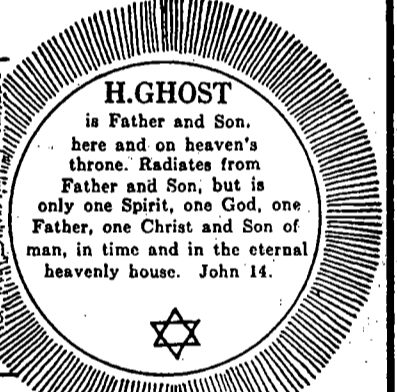 H.GHOST
is Father and Son.
here and on heaven's
throne. Radiates from
Father and Son, but is
only one Spirit, one God, one
Father, one Christ and Son of
man, in time and in the eternal
heavenly house. John 14.